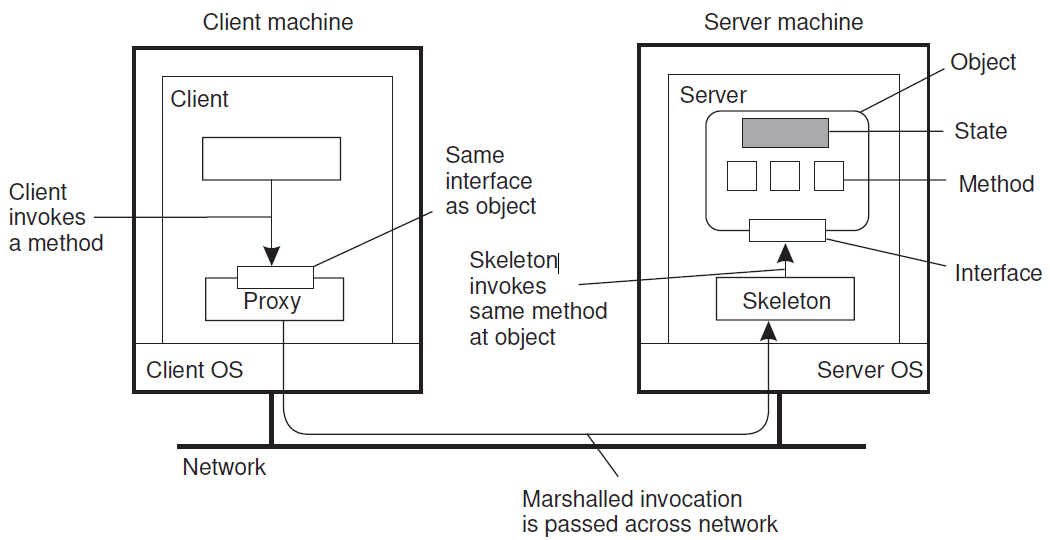 Client machine
Server machine
Client
Server
Object
State
Method
Interface
Client
invokes
a method
Same
interface
as object
Skeleton
invokes
same method
at object
Proxy
Skeleton
Client OS
Server OS
Network
Marshalled invocation
is passed across network